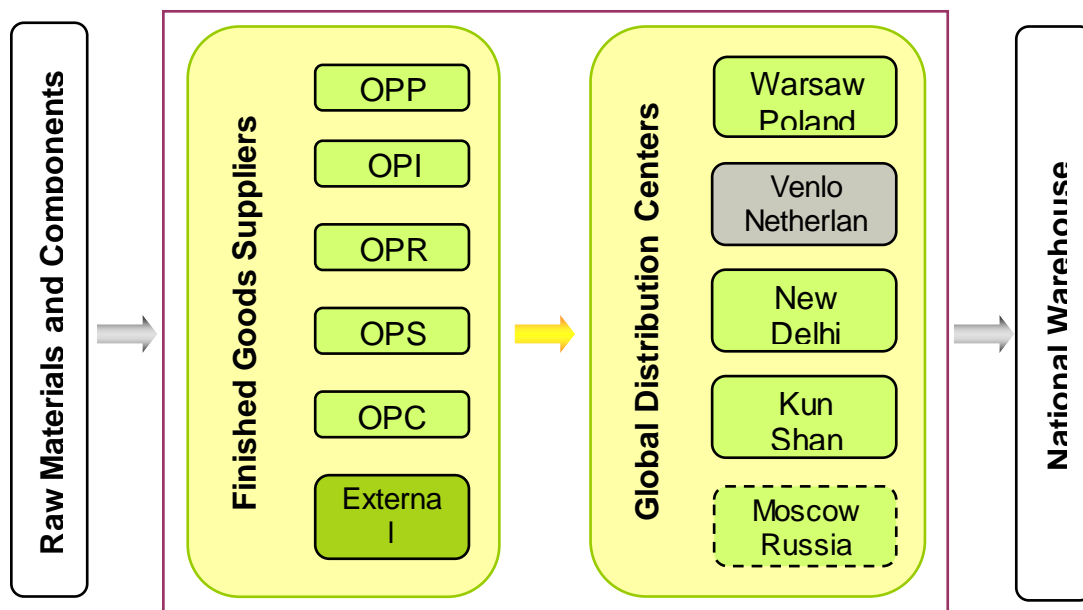 Raw Materials and Components
Finished Goods Suppliers
OPP
OPI
OPR
OPS
OPC
Externa
l
Global Distribution Centers
Warsaw
Poland
Venlo
Netherlan
New
Delhi
Kun
Shan
Moscow
Russia
National Warehouse